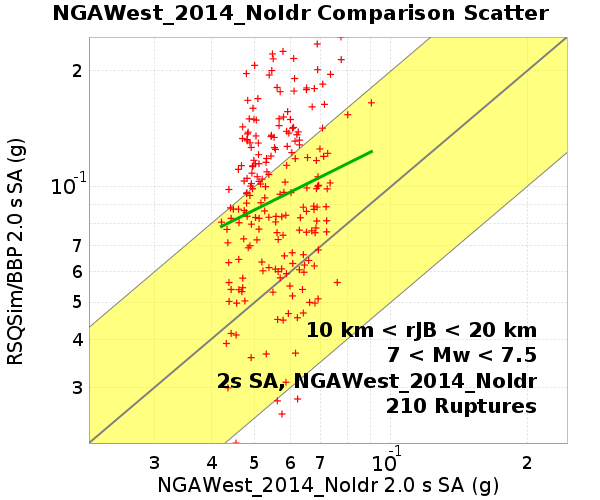 NGAWest_2014_NoIdr Comparison Scatter
RSQSim/BBP 2.0 s SA (g)
2
10-1
7
6
5
4
3
10 km < rJB < 20 km
7 < Mw < 7.5
2s SA, NGAWest_2014_NoIdr
210 Ruptures
3 4 5 6 7 10-1 2
NGAWest_2014_NoIdr 2.0 s SA (g)